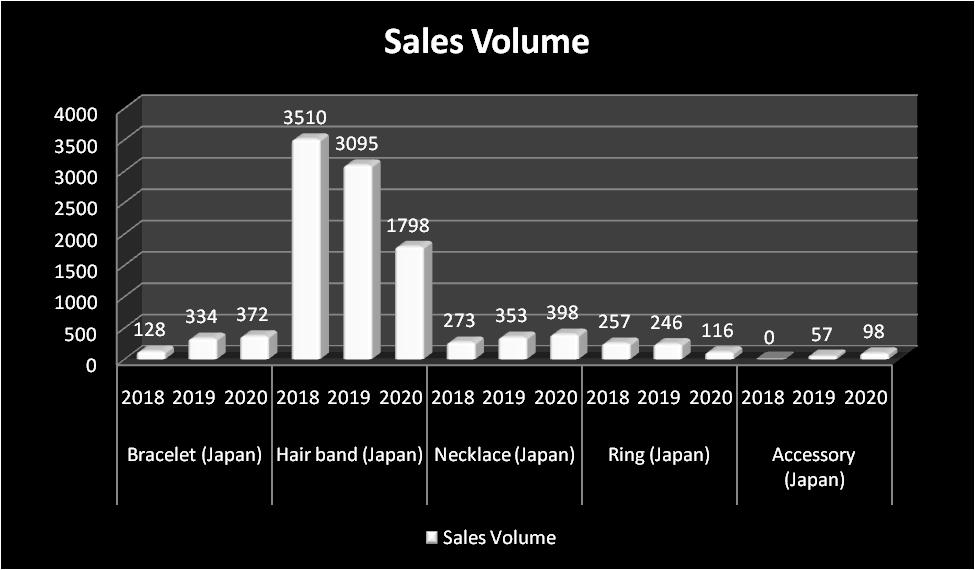 Sales Volume
4000
3500
3000
2500
2000
1500
1000
500
0
128
334
372
3510
3095
1798
273
353
398
257
246
116
0
57
98
2018 2019 2020 2018 2019 2020 2018 2019 2020 2018 2019 2020 2018 2019 2020
Bracelet (Japan)
Hair band (Japan)
Necklace (Japan)
Ring (Japan)
Accessory
(Japan)
Sales Volume